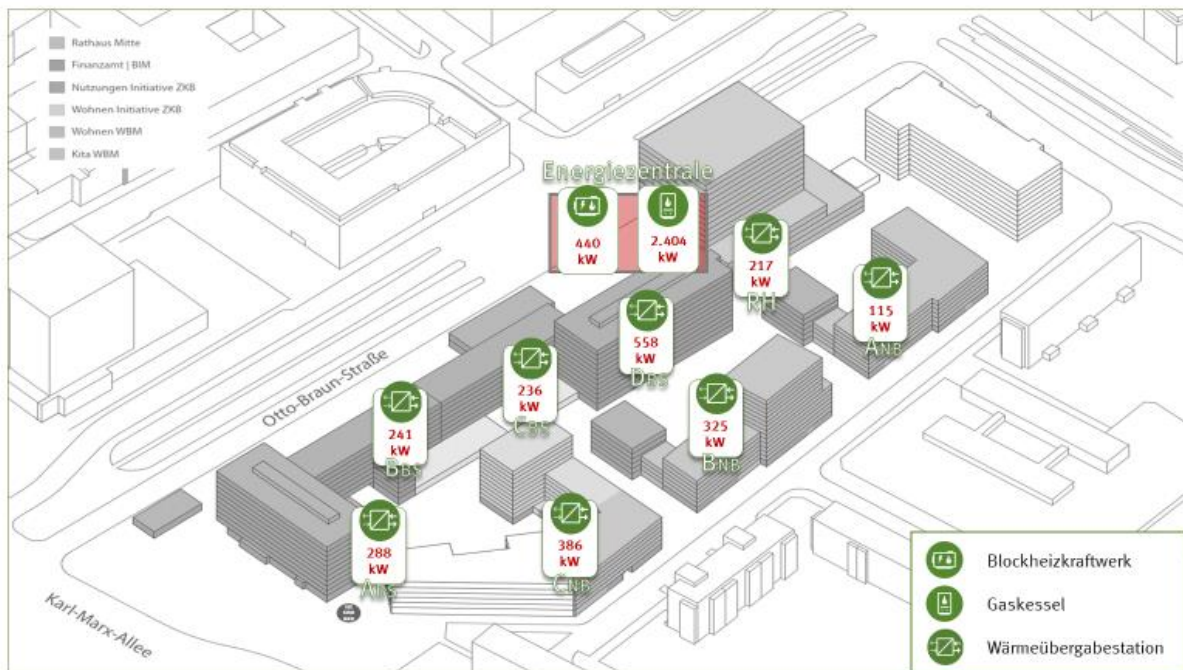 Rathaus Mitte
Finanzamt | BIM
Nutzungen Initiative ZKB
Wohnen Initiative ZKB
Wohnen WBM
Kita WBM
Energiezentrale
440
kW
2.404
kW
217
kW
RH
115
kW
ANB
558
kW
DBS
236
kW
CBS
325
kW
BNB
241
kW
BBS
288
kW
ABS
386
kW
CNB
Otto-Braun-Straße
Karl-Marx-Allee
Blockheizkraftwerk
Gaskessel
Wärmeübergabestation